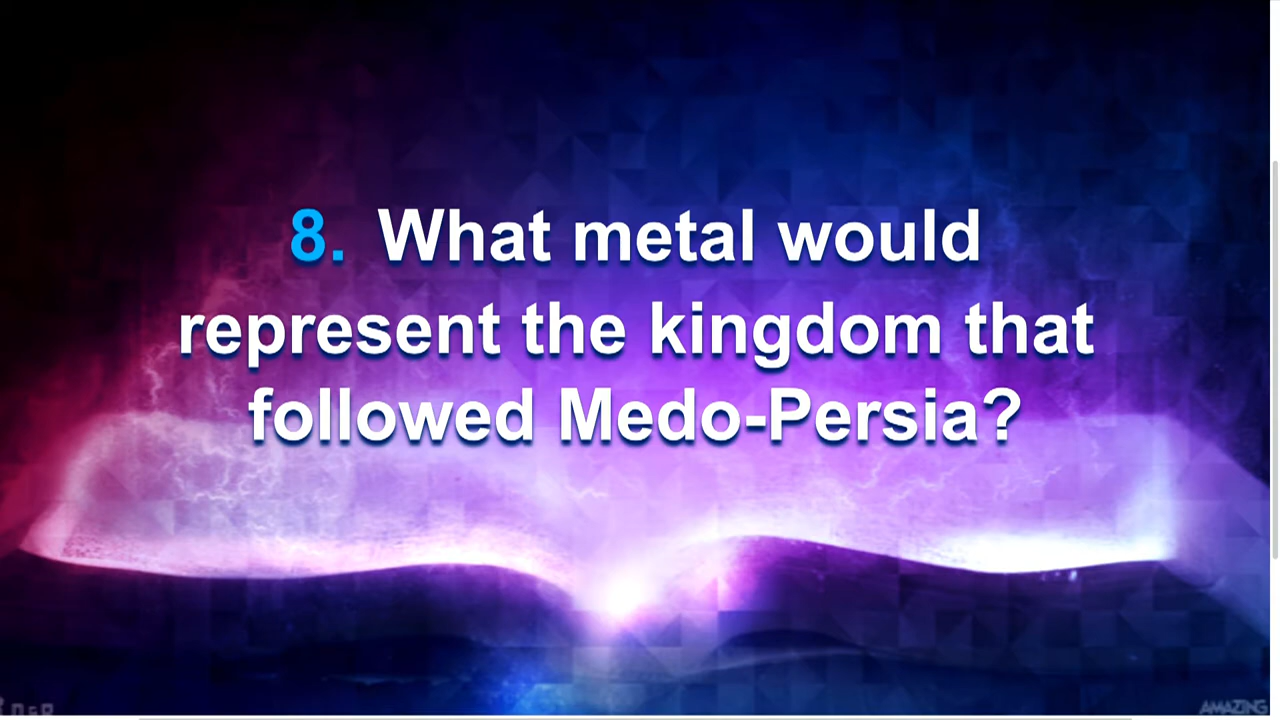 8. What metal would
represent the kingdom that
followed Medo-Persia?
AMAZING